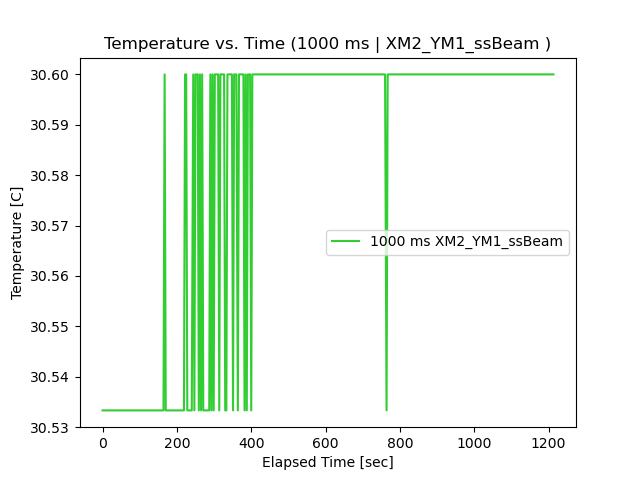 Temperature vs. Time (1000 ms | XM2_YM1_ssBeam )
30.60
30.59
30.58
30.57
30.56
30.55
30.54
30.53
Temperature [C]
1000 ms XM2_YM1_ssBeam
0 200 400 600 800 1000 1200
Elapsed Time [sec]